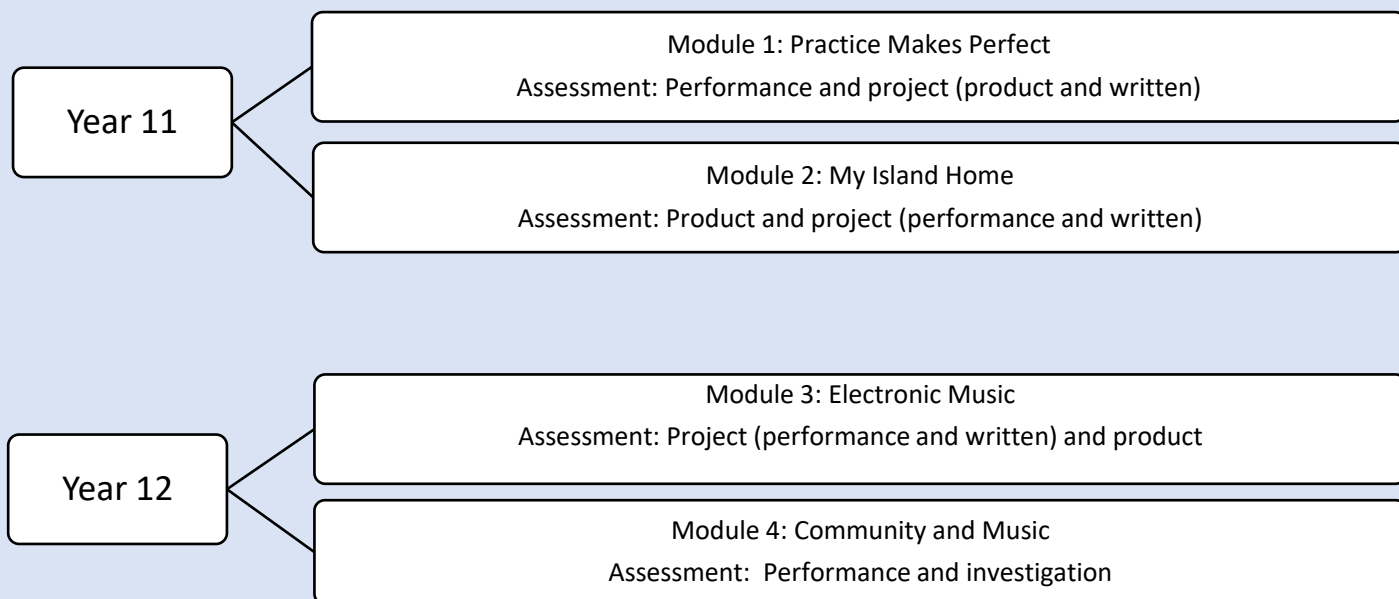 Year 11
Module 1: Practice Makes Perfect
Assessment: Performance and project (product and written)
Module 2: My Island Home
Assessment: Product and project (performance and written)
Year 12
Module 3: Electronic Music
Assessment: Project (performance and written) and product
Module 4: Community and Music
Assessment:  Performance and investigation